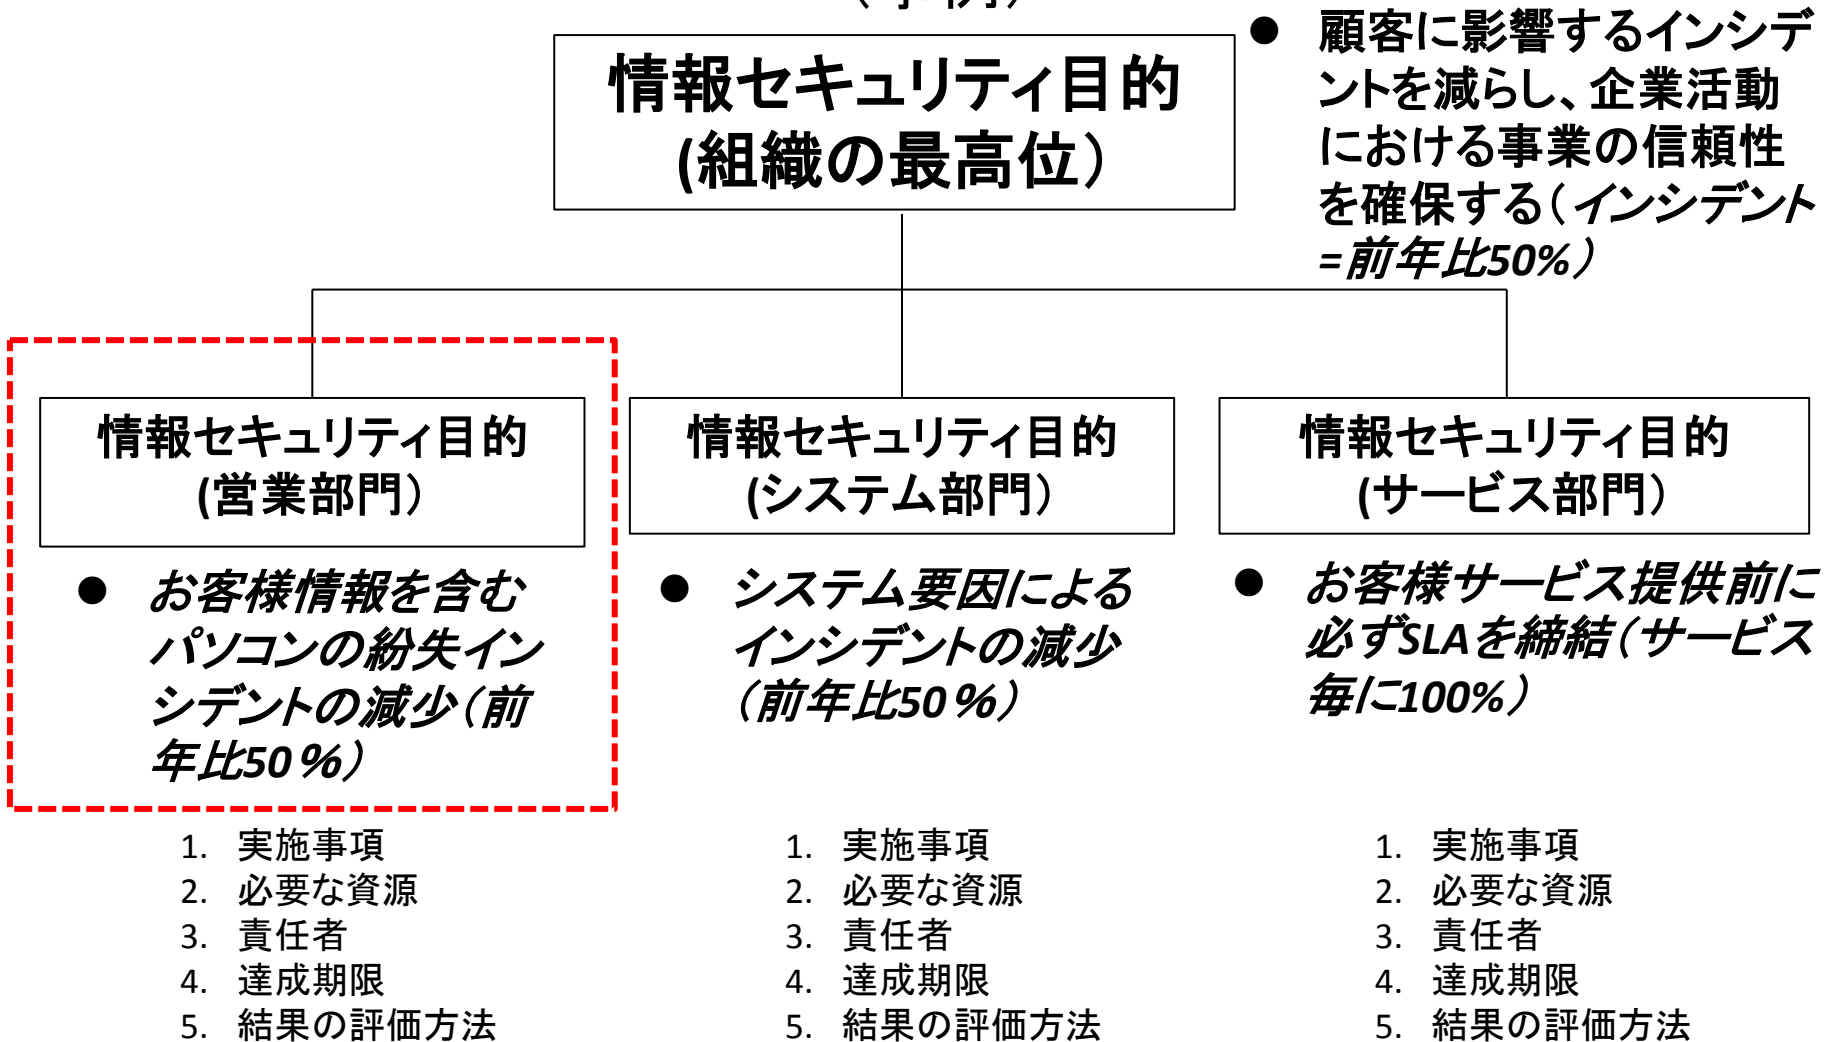 情報セキュリティ目的
(組織の最高位）
● 顧客に影響するインシデ
ントを減らし、企業活動
における事業の信頼性
を確保する（インシデント
=前年比50%）
情報セキュリティ目的
(営業部門）
● お客様情報を含む
パソコンの紛失イン
シデントの減少（前
年比50％）
1. 実施事項
2. 必要な資源
3. 責任者
4. 達成期限
5. 結果の評価方法
情報セキュリティ目的
(システム部門）
● システム要因による
インシデントの減少
（前年比50％）
1. 実施事項
2. 必要な資源
3. 責任者
4. 達成期限
5. 結果の評価方法
情報セキュリティ目的
(サービス部門）
● お客様サービス提供前に
必ずSLAを締結（サービス
毎に100%）
1. 実施事項
2. 必要な資源
3. 責任者
4. 達成期限
5. 結果の評価方法